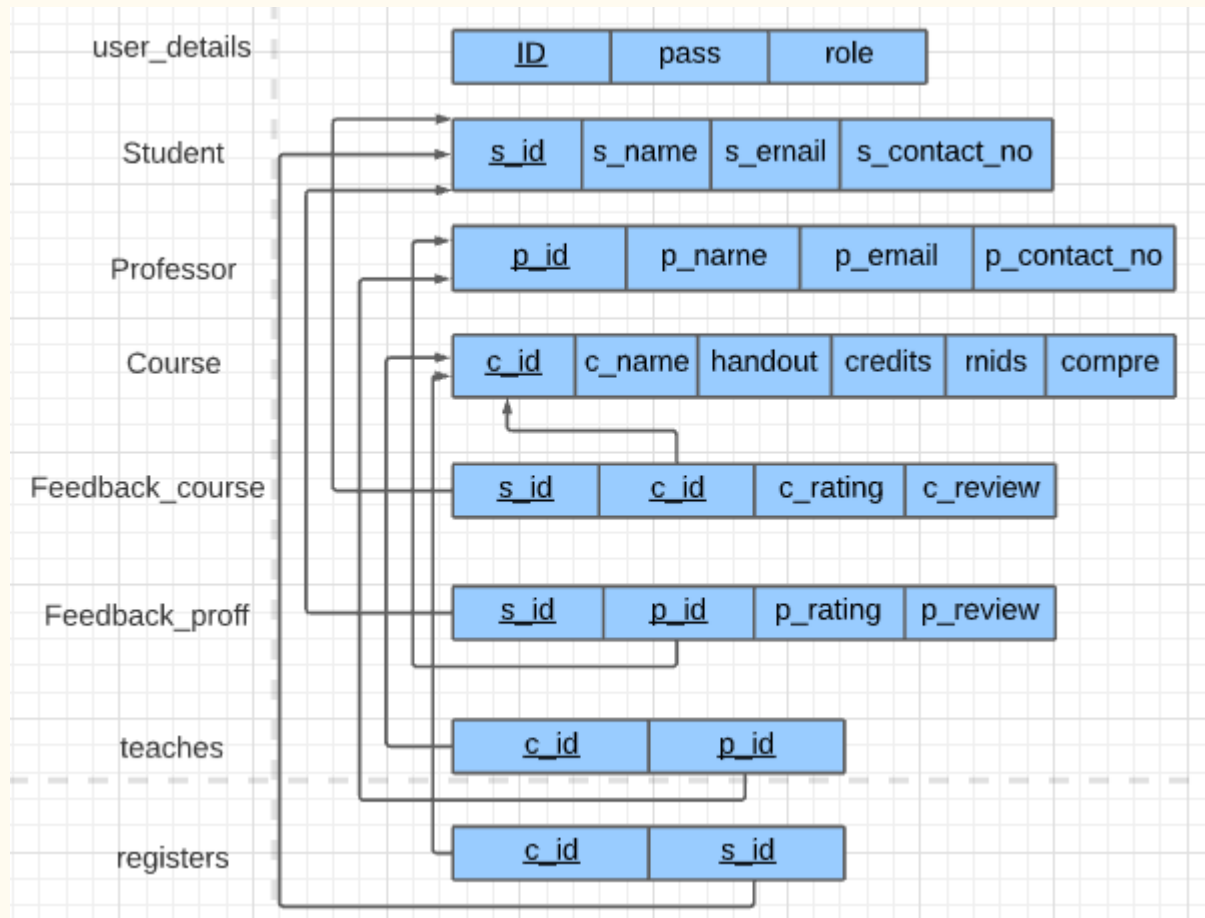 user_details ID pass role
Student s_id s_name s_email s_contact_no
Professor p_id p_name p_email p_contact_no
Course c_id c_name handout credits mids compre
Feedback_course s_id c_id c_rating c_review
Feedback_proff s_id p_id p_rating p_review
teaches c_id p_id
registers c_id s_id